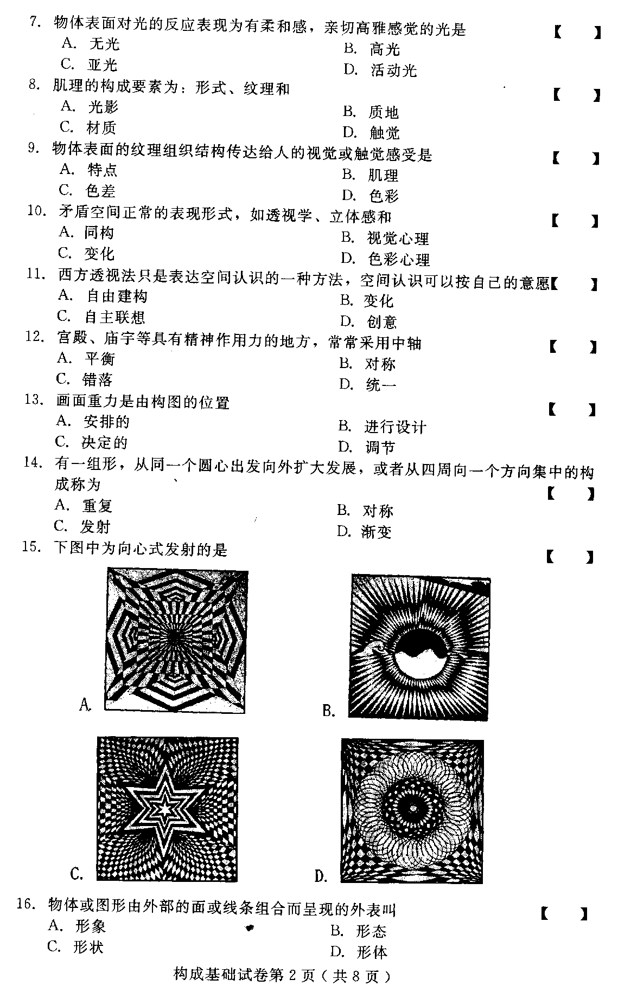 7. 物体表面对光的反应表现为有柔和感，亲切高雅感觉的光是 【 】
A. 无光 B. 高光
C. 亚光 D. 活动光
8. 肌理的构成要素为：形式、纹理和 【 】
A. 光影 B. 质地
C. 材质 D. 触觉
9. 物体表面的纹理组织结构传达给人的视觉或触觉感受是 【 】
A. 特点 B. 肌理
C. 色差 D. 色彩
10. 矛盾空间正常的表现形式，如透视学、立体感和 【 】
A. 同构 B. 视觉心理
C. 变化 D. 色彩心理
11. 西方透视法只是表达空间认识的一种方法，空间认识可以按自己的意愿【 】
A. 自由建构 B. 变化
C. 自主联想 D. 创意
12. 宫殿、庙宇等具有精神作用力的地方，常常采用中轴 【 】
A. 平衡 B. 对称
C. 错落 D. 统一
13. 画面重力是由构图的位置 【 】
A. 安排的 B. 进行设计
C. 决定的 D. 调节
14. 有一组形，从同一个圆心出发向外扩大发展，或者从四周向一个方向集中的构
成称为 【 】
A. 重复 B. 对称
C. 发射 D. 渐变
15. 下图中为向心式发射的是 【 】
A. B.
C. D.
16. 物体或图形由外部的面或线条组合而呈现的外表叫 【 】
A. 形象 B. 形态
C. 形状 D. 形体
构成基础试卷第 2 页（共 8 页）